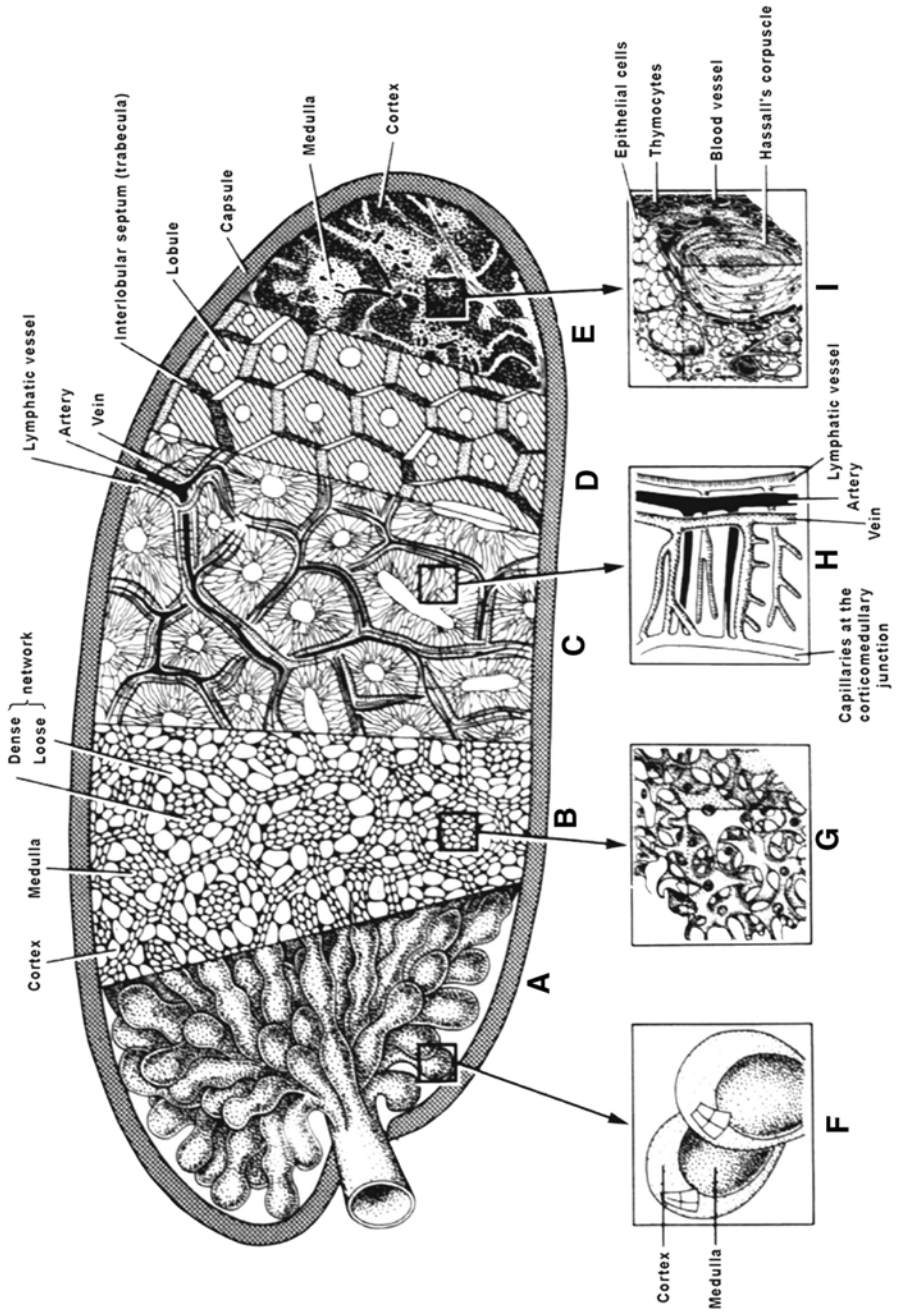 Lymphatic vessel
Artery
Vein
Interlobular septum (trabecula)
Lobule
Capsule
Medulla
Cortex
Dense
Loose
network
Medulla
Cortex
A
B
C
D
E
Cortex
Medulla
F
G
Capillaries at the
corticomedullary
junction
Vein
Artery
Lymphatic vessel
H
Epithelial cells
Thymocytes
Blood vessel
Hassall's corpuscle
I